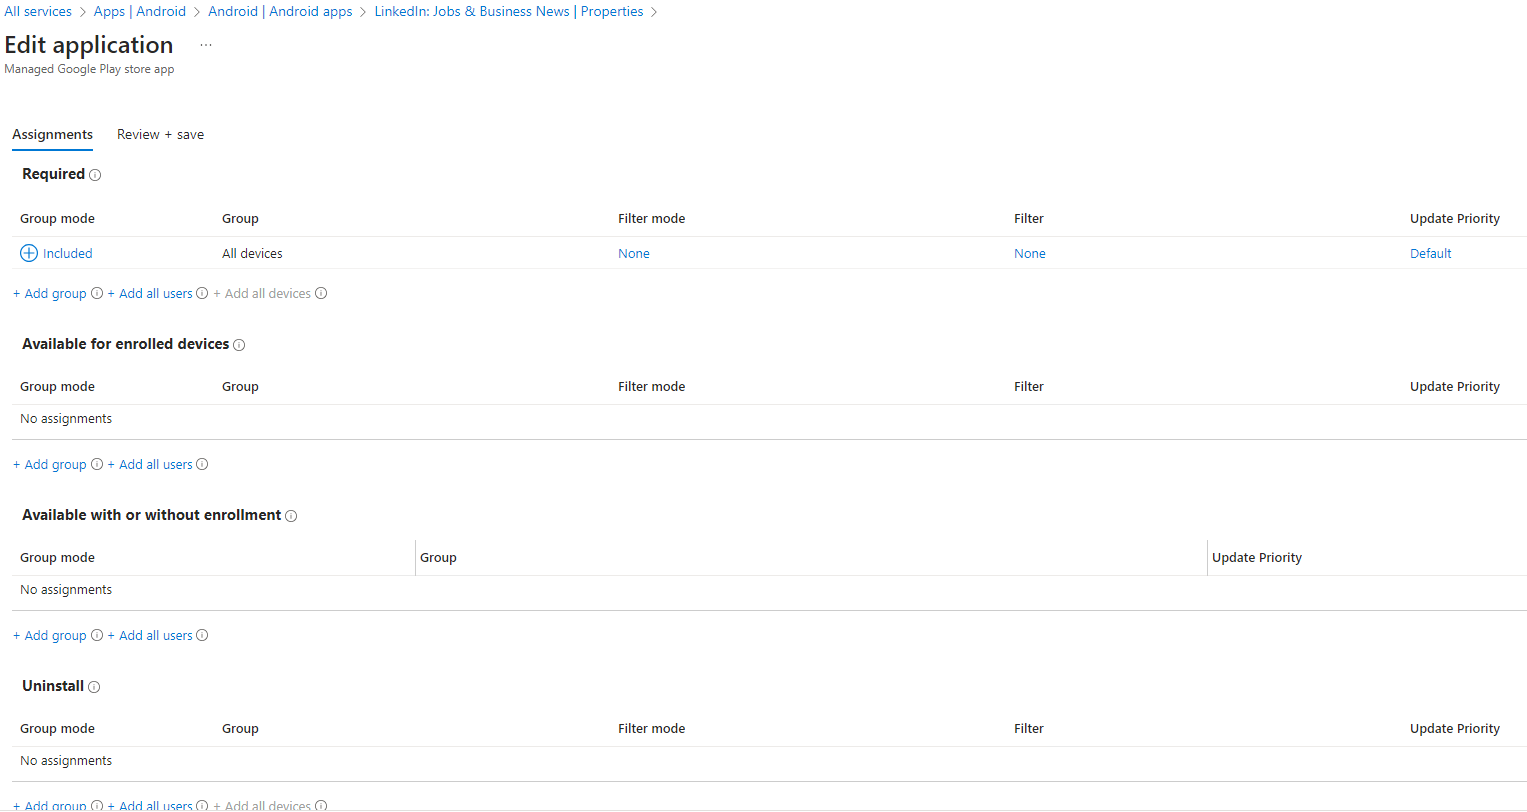 All services > Apps | Android > Android | Android apps > LinkedIn: Jobs & Business News | Properties >
Edit application ...
Managed Google Play store app
Assignments Review + save
Required
Group mode Group Filter mode Filter Update Priority
Included All devices None None Default
+ Add group + Add all users + Add all devices
Available for enrolled devices
Group mode Group Filter mode Filter Update Priority
No assignments
+ Add group + Add all users
Available with or without enrollment
Group mode Group Update Priority
No assignments
+ Add group + Add all users
Uninstall
Group mode Group Filter mode Filter Update Priority
No assignments
+ Add group + Add all users + Add all devices